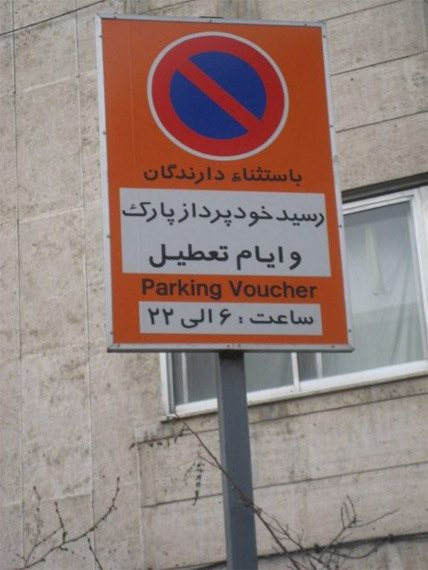 باستثناء دارندگان
رسید خودپرداز پارک
و ایام تعطیل
Parking Voucher
ساعت : ۶ الی ۲۲